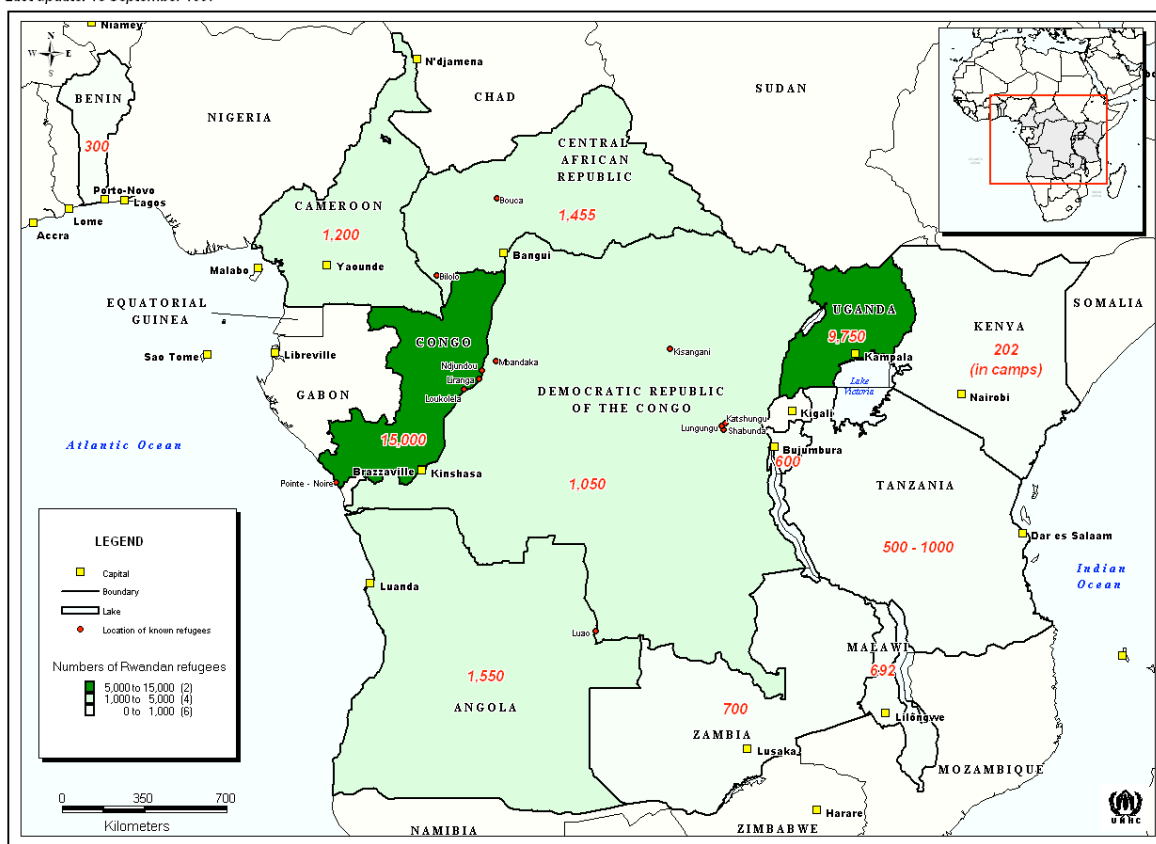 Niamey
N
W E
S
BENIN
300
NIGERIA
N'djamena
CHAD
SUDAN
CENTRAL
AFRICAN
REPUBLIC
Porto-Novo
Lagos
Lome
Accra
CAMEROON
1,200
Yaounde
Malabo
Bouca
1,455
Bangui
Bilolo
EQUATORIAL
GUINEA
Sao Tome
Libreville
GABON
CONGO
Ndjundou
Liranga
Loukolela
Mbandaka
15,000
Brazzaville
Kinshasa
Pointe - Noire
Kisangani
DEMOCRATIC REPUBLIC
OF THE CONGO
Katshungu
Lungungu
Shabunda
1,050
UGANDA
9,750
Kampala
Lake
Victoria
KENYA
202
(in camps)
Nairobi
SOMALIA
Kigali
Bujumbura
600
TANZANIA
500 - 1000
Dar es Salaam
Atlantic Ocean
Indian
Ocean
Luanda
Luao
1,550
ANGOLA
700
ZAMBIA
Lusaka
MALAWI
692
Lilôngwe
MOZAMBIQUE
NAMIBIA
ZIMBABWE
Harare
LEGEND
Capital
Boundary
Lake
Location of known refugees
Numbers of Rwandan refugees
5,000 to 15,000 (2)
1,000 to 5,000 (4)
0 to 1,000 (6)
0 350 700
Kilometers